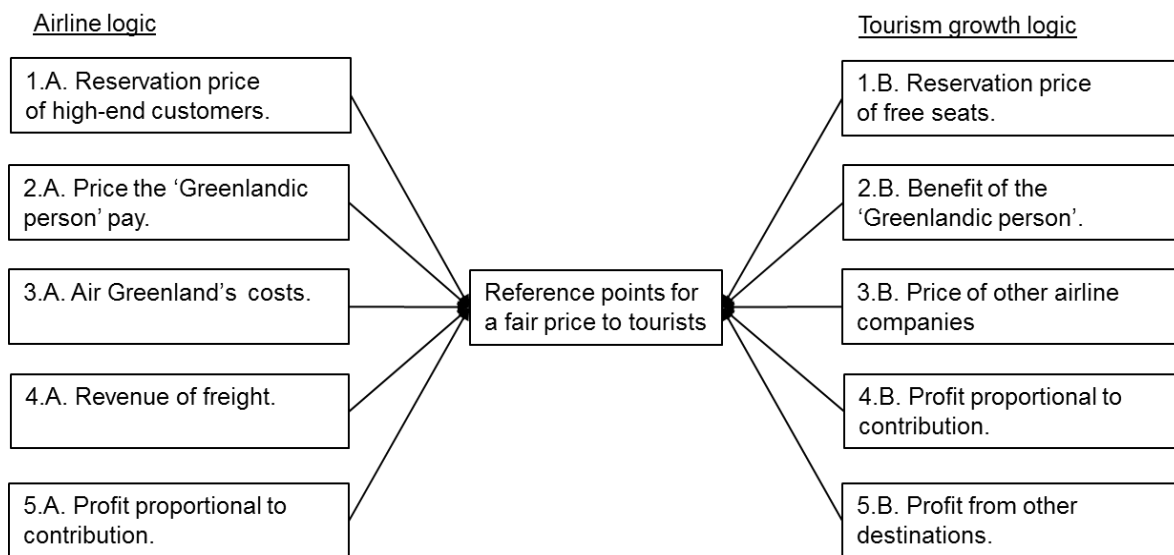 Airline logic
1.A. Reservation price
of high-end customers.
2.A. Price the ‘Greenlandic
person’ pay.
3.A. Air Greenland’s costs.
4.A. Revenue of freight.
5.A. Profit proportional to
contribution.
Reference points for
a fair price to tourists
Tourism growth logic
1.B. Reservation price
of free seats.
2.B. Benefit of the
‘Greenlandic person’.
3.B. Price of other airline
companies
4.B. Profit proportional to
contribution.
5.B. Profit from other
destinations.